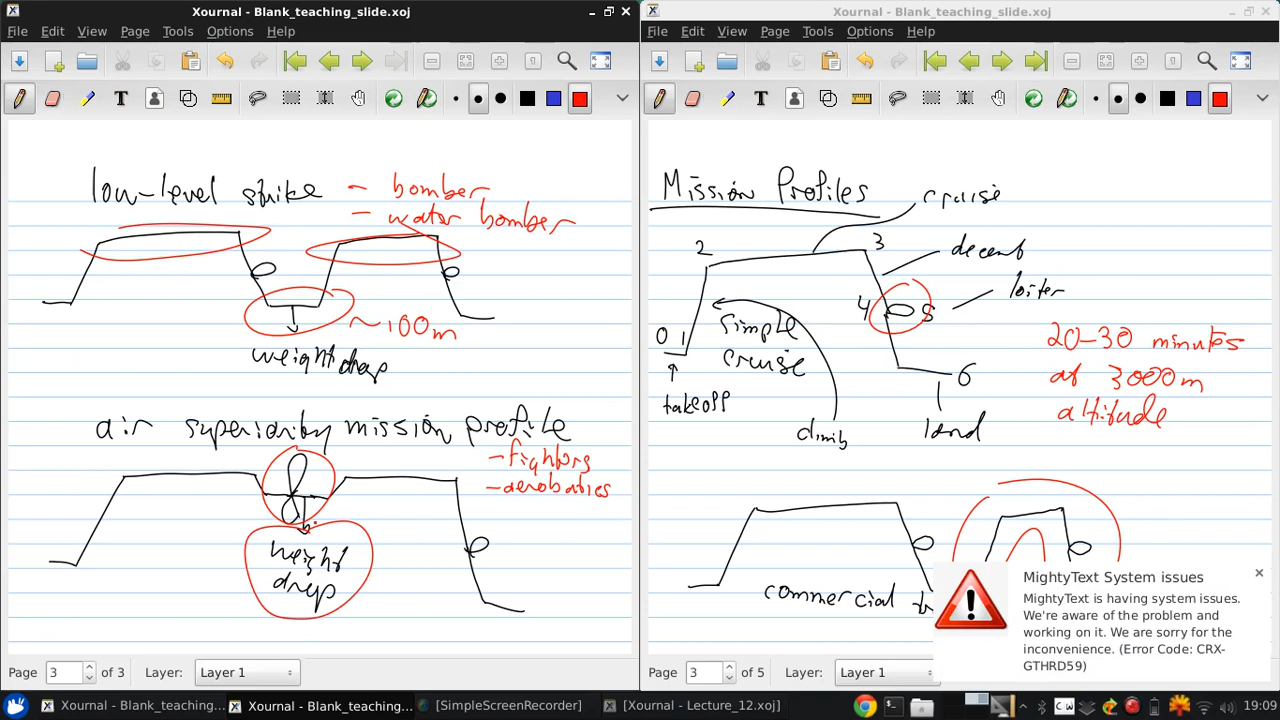 Xournal - Blank_teaching_slide.xoj
File Edit View Page Tools Options Help
low-level strike
- bomber
- water bomber
~100m
weight drop
air superiority mission profile
- fighters
- aerobatics
height
drop
Page 3 of 3 Layer: Layer 1
Xournal - Blank_teaching_slide.xoj
File Edit View Page Tools Options Help
Mission Profiles
cruise
2
3
decent
loiter
4
5
0 1
simple
cruise
6
takeoff
climb
land
20-30 minutes
at 3000m
altitude
commercial
MightyText System issues
MightyText is having system issues.
We're aware of the problem and
working on it. We are sorry for the
inconvenience. (Error Code: CRX-
GTHRD59)
Page 3 of 5 Layer: Layer 1
Xournal - Blank_teaching_... Xournal - Blank_teaching_... [SimpleScreenRecorder] [Xournal - Lecture_12.xoj] 19:09